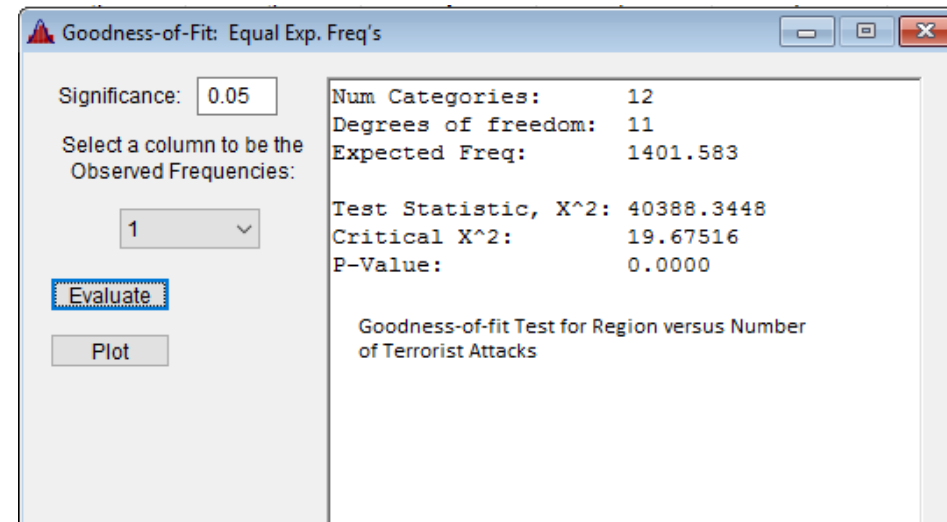 Goodness-of-Fit: Equal Exp. Freq's
Significance: 0.05
Select a column to be the
Observed Frequencies:
1
Evaluate
Plot
Num Categories: 12
Degrees of freedom: 11
Expected Freq: 1401.583
Test Statistic, X^2: 40388.3448
Critical X^2: 19.67516
P-Value: 0.0000
Goodness-of-fit Test for Region versus Number
of Terrorist Attacks